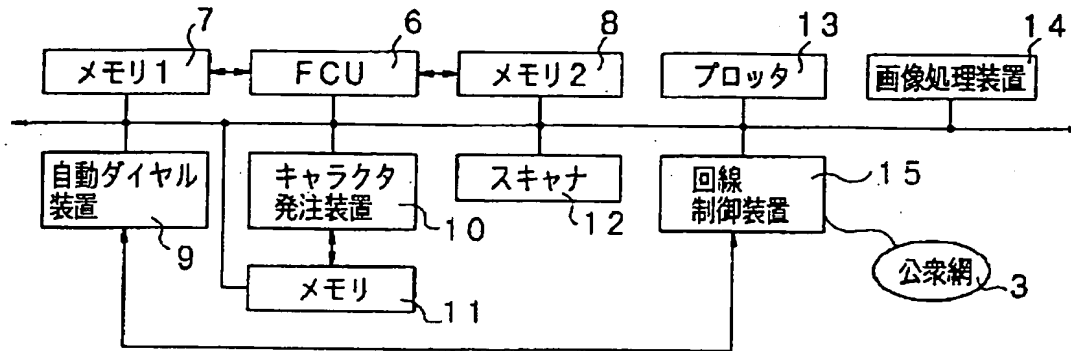 7
6
8
13
14
メモリ1
FCU
メモリ2
プロッタ
画像処理装置
自動ダイヤル
装置
キャラクタ
発注装置
スキャナ
回線
制御装置
15
9
10
12
メモリ
11
公衆網
3